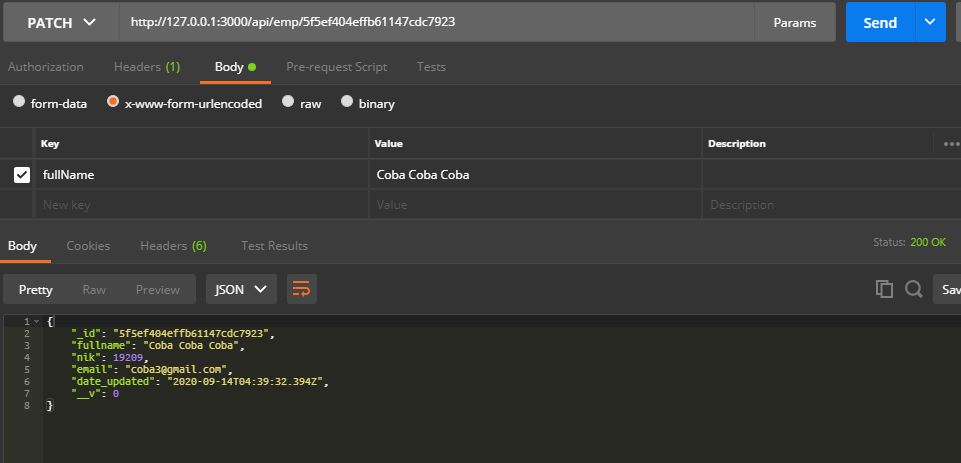 PATCH http://127.0.0.1:3000/api/emp/5f5ef404effb61147cdc7923 Params Send
Authorization Headers (1) Body Pre-request Script Tests
form-data x-www-form-urlencoded raw binary
Key Value Description
fullName Coba Coba Coba
New key Value Description
Body Cookies Headers (6) Test Results Status: 200 OK
Pretty Raw Preview JSON Sav
1 {
2 "_id": "5f5ef404effb61147cdc7923",
3 "fullname": "Coba Coba Coba",
4 "nik": 19209,
5 "email": "coba3@gmail.com",
6 "date_updated": "2020-09-14T04:39:32.394Z",
7 "__v": 0
8 }